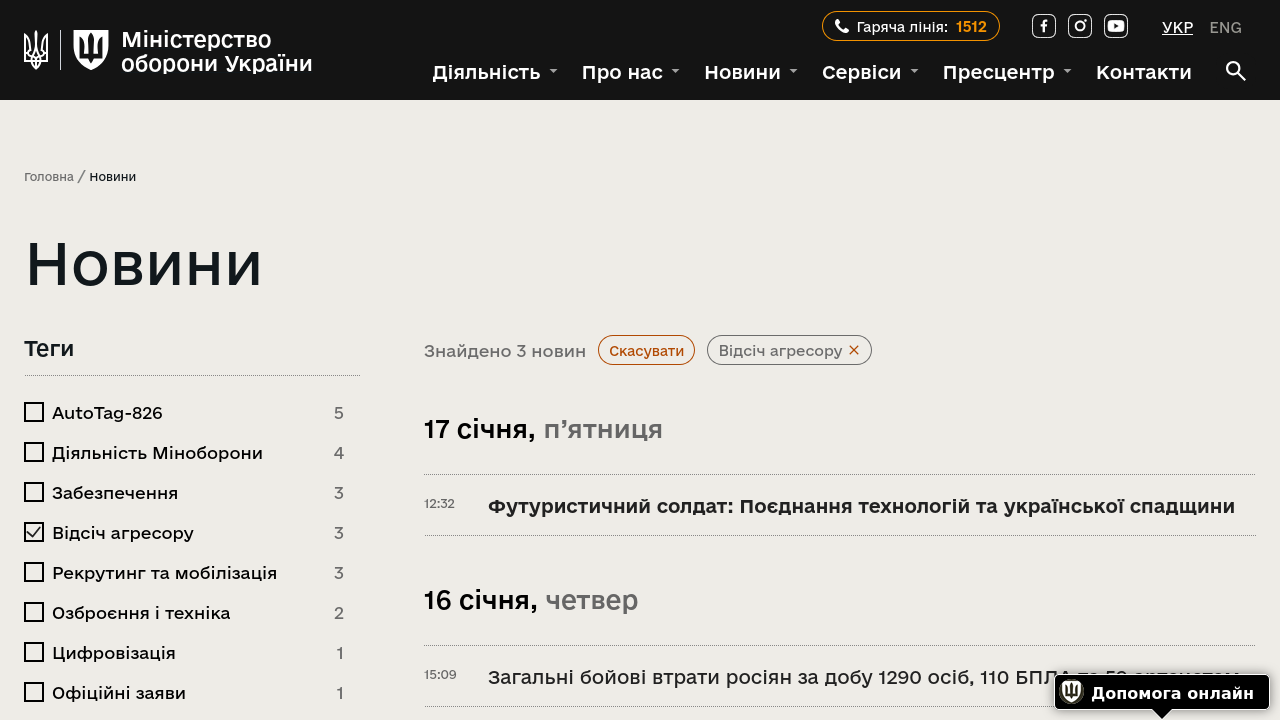 Міністерство
оборони України
Гаряча лінія: 1512
УКР ENG
Діяльність Про нас Новини Сервіси Пресцентр Контакти
Головна / Новини
Новини
Теги
AutoTag-826 5
Діяльність Міноборони 4
Забезпечення 3
Відсіч агресору 3
Рекрутинг та мобілізація 3
Озброєння і техніка 2
Цифровізація 1
Офіційні заяви 1
Знайдено 3 новин Скасувати Відсіч агресору
17 січня, п’ятниця
12:32 Футуристичний солдат: Поєднання технологій та української спадщини
16 січня, четвер
15:09 Загальні бойові втрати росіян за добу 1290 осіб, 110
Допомога онлайн